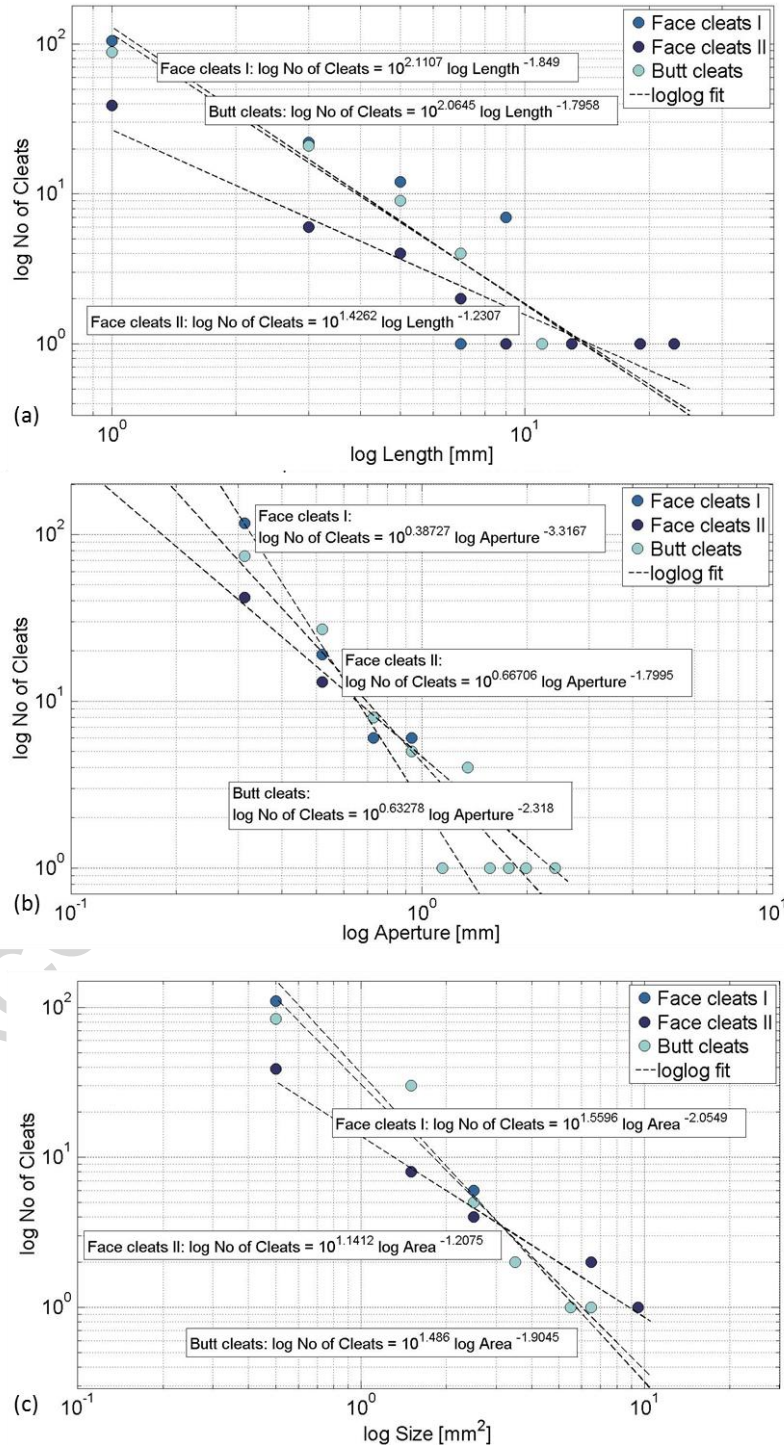 10^2
10^1
10^0
log No of Cleats
Face cleats I
Face cleats II
Butt cleats
loglog fit
Face cleats I: log No of Cleats = 10^2.1107 log Length ^-1.849
Butt cleats: log No of Cleats = 10^2.0645 log Length ^-1.7958
Face cleats II: log No of Cleats = 10^1.4262 log Length ^-1.2307
(a)
10^0
10^1
log Length [mm]
10^2
10^1
10^0
log No of Cleats
Face cleats I
Face cleats II
Butt cleats
loglog fit
Face cleats I:
log No of Cleats = 10^0.38727 log Aperture ^-3.3167
Face cleats II:
log No of Cleats = 10^0.66706 log Aperture ^-1.7995
Butt cleats:
log No of Cleats = 10^0.63278 log Aperture ^-2.318
(b)
10^-1
10^0
10^1
log Aperture [mm]
10^2
10^1
10^0
log No of Cleats
Face cleats I
Face cleats II
Butt cleats
loglog fit
Face cleats I: log No of Cleats = 10^1.5596 log Area ^-2.0549
Face cleats II: log No of Cleats = 10^1.1412 log Area ^-1.2075
Butt cleats: log No of Cleats = 10^1.486 log Area ^-1.9045
(c)
10^-1
10^0
10^1
log Size [mm^2]